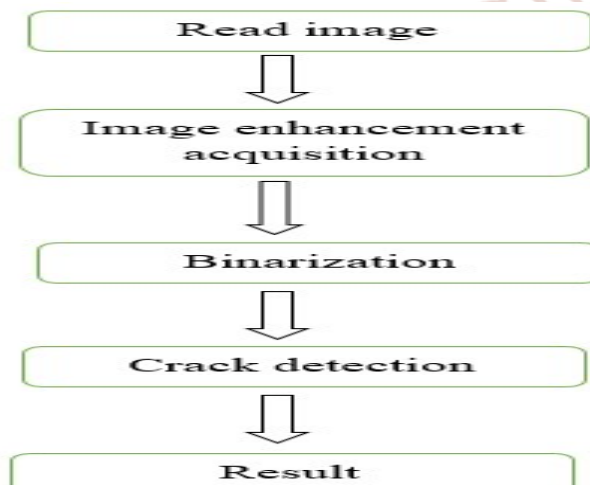 Read image
Image enhancement
acquisition
Binarization
Crack detection
Result